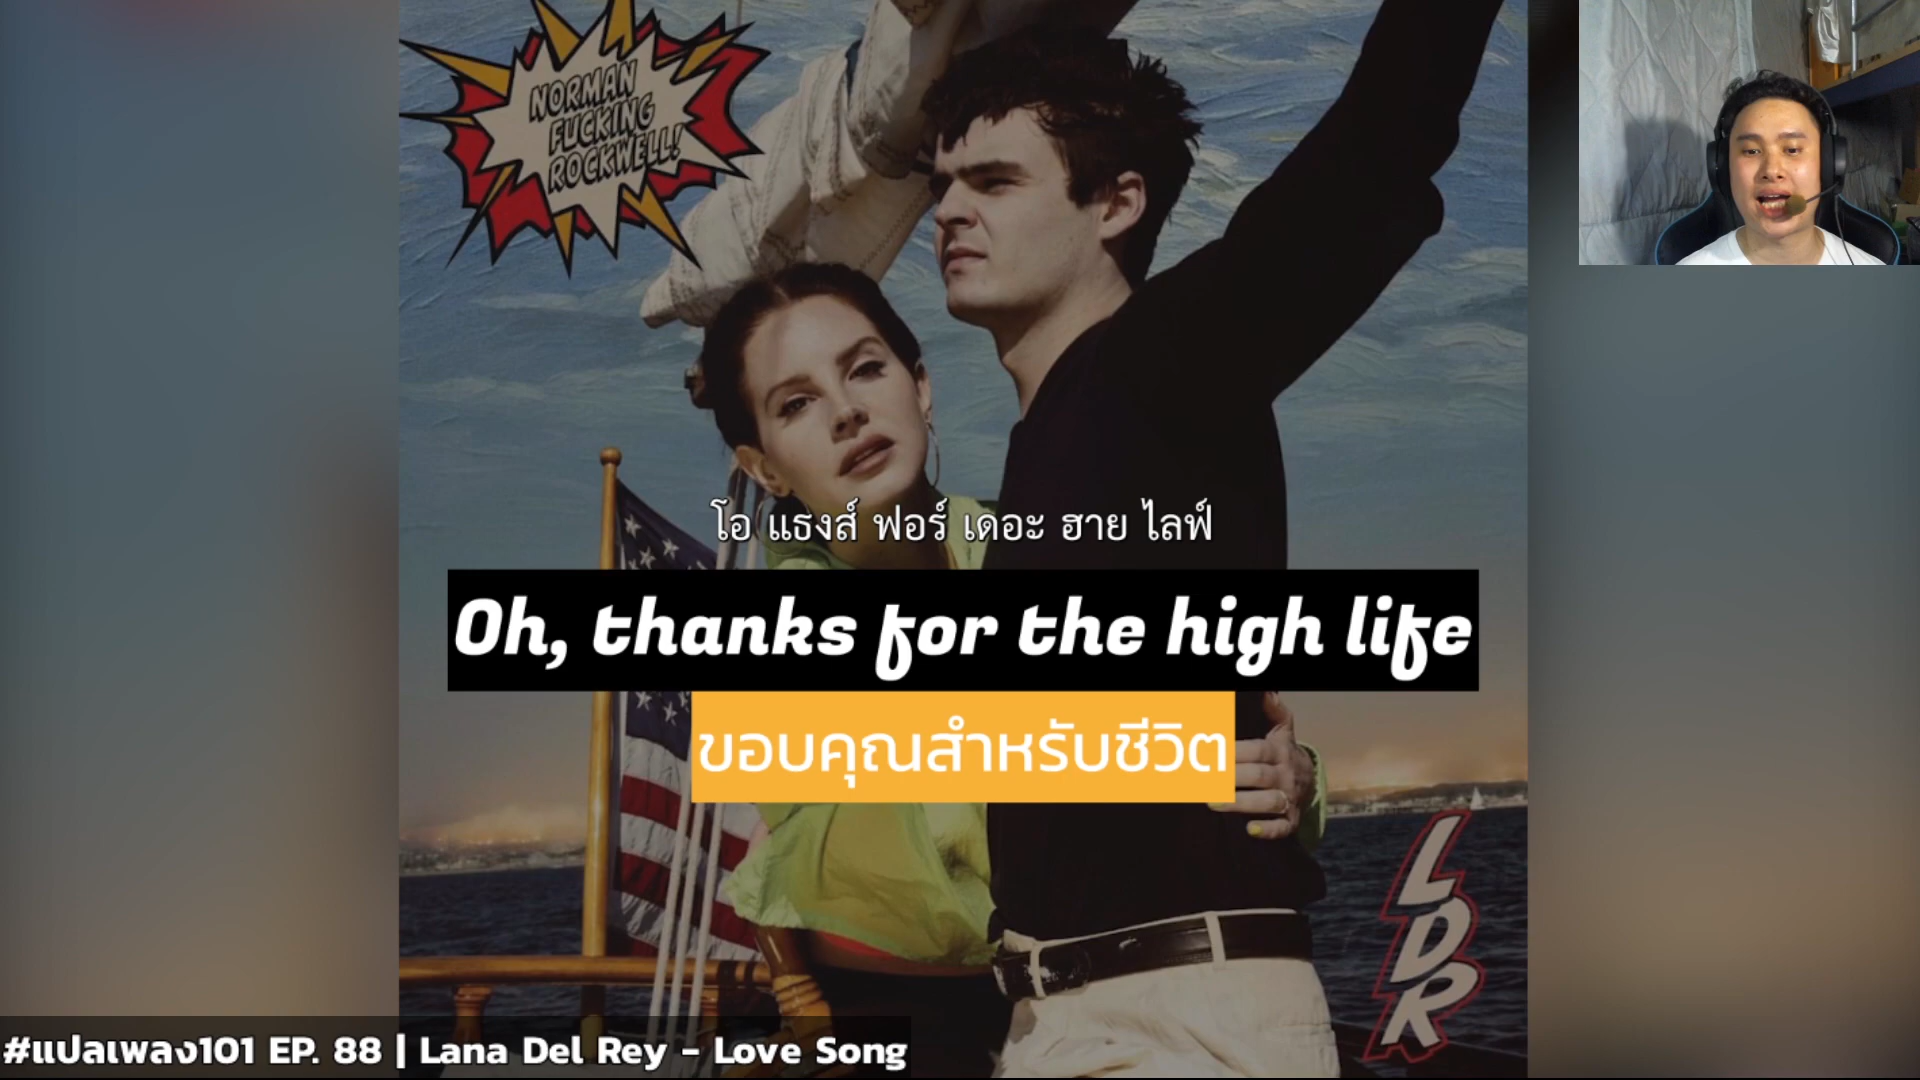 NORMAN
FUCKING
ROCKWELL!
โอ แธงส์ ฟอร์ เดอะ ฮาย ไลฟ์
Oh, thanks for the high life
ขอบคุณสำหรับชีวิต
LDR
#แปลเพลง101 EP. 88 | Lana Del Rey - Love Song